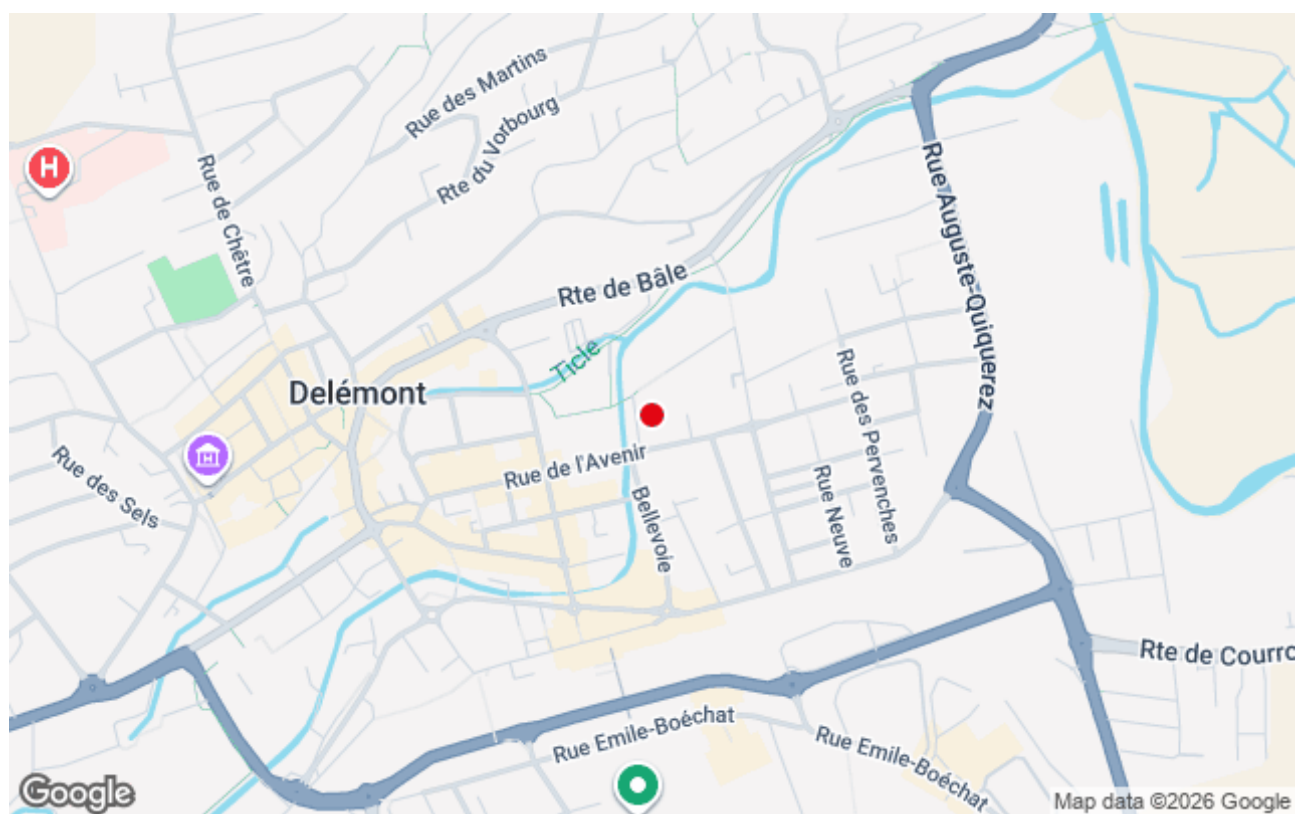 Rue des Martins
Rte du Vorbourg
H
Rue de Chêtre
Rue Auguste-Quiquerez
Rte de Bâle
Ticle
Delémont
Rue des Pervenches
Rue des Sels
Rue de l'Avenir
Bellevoie
Rue Neuve
Rte de Courro
Rue Emile-Boéchat
Rue Emile-Boéchat
Google
Map data ©2026 Google